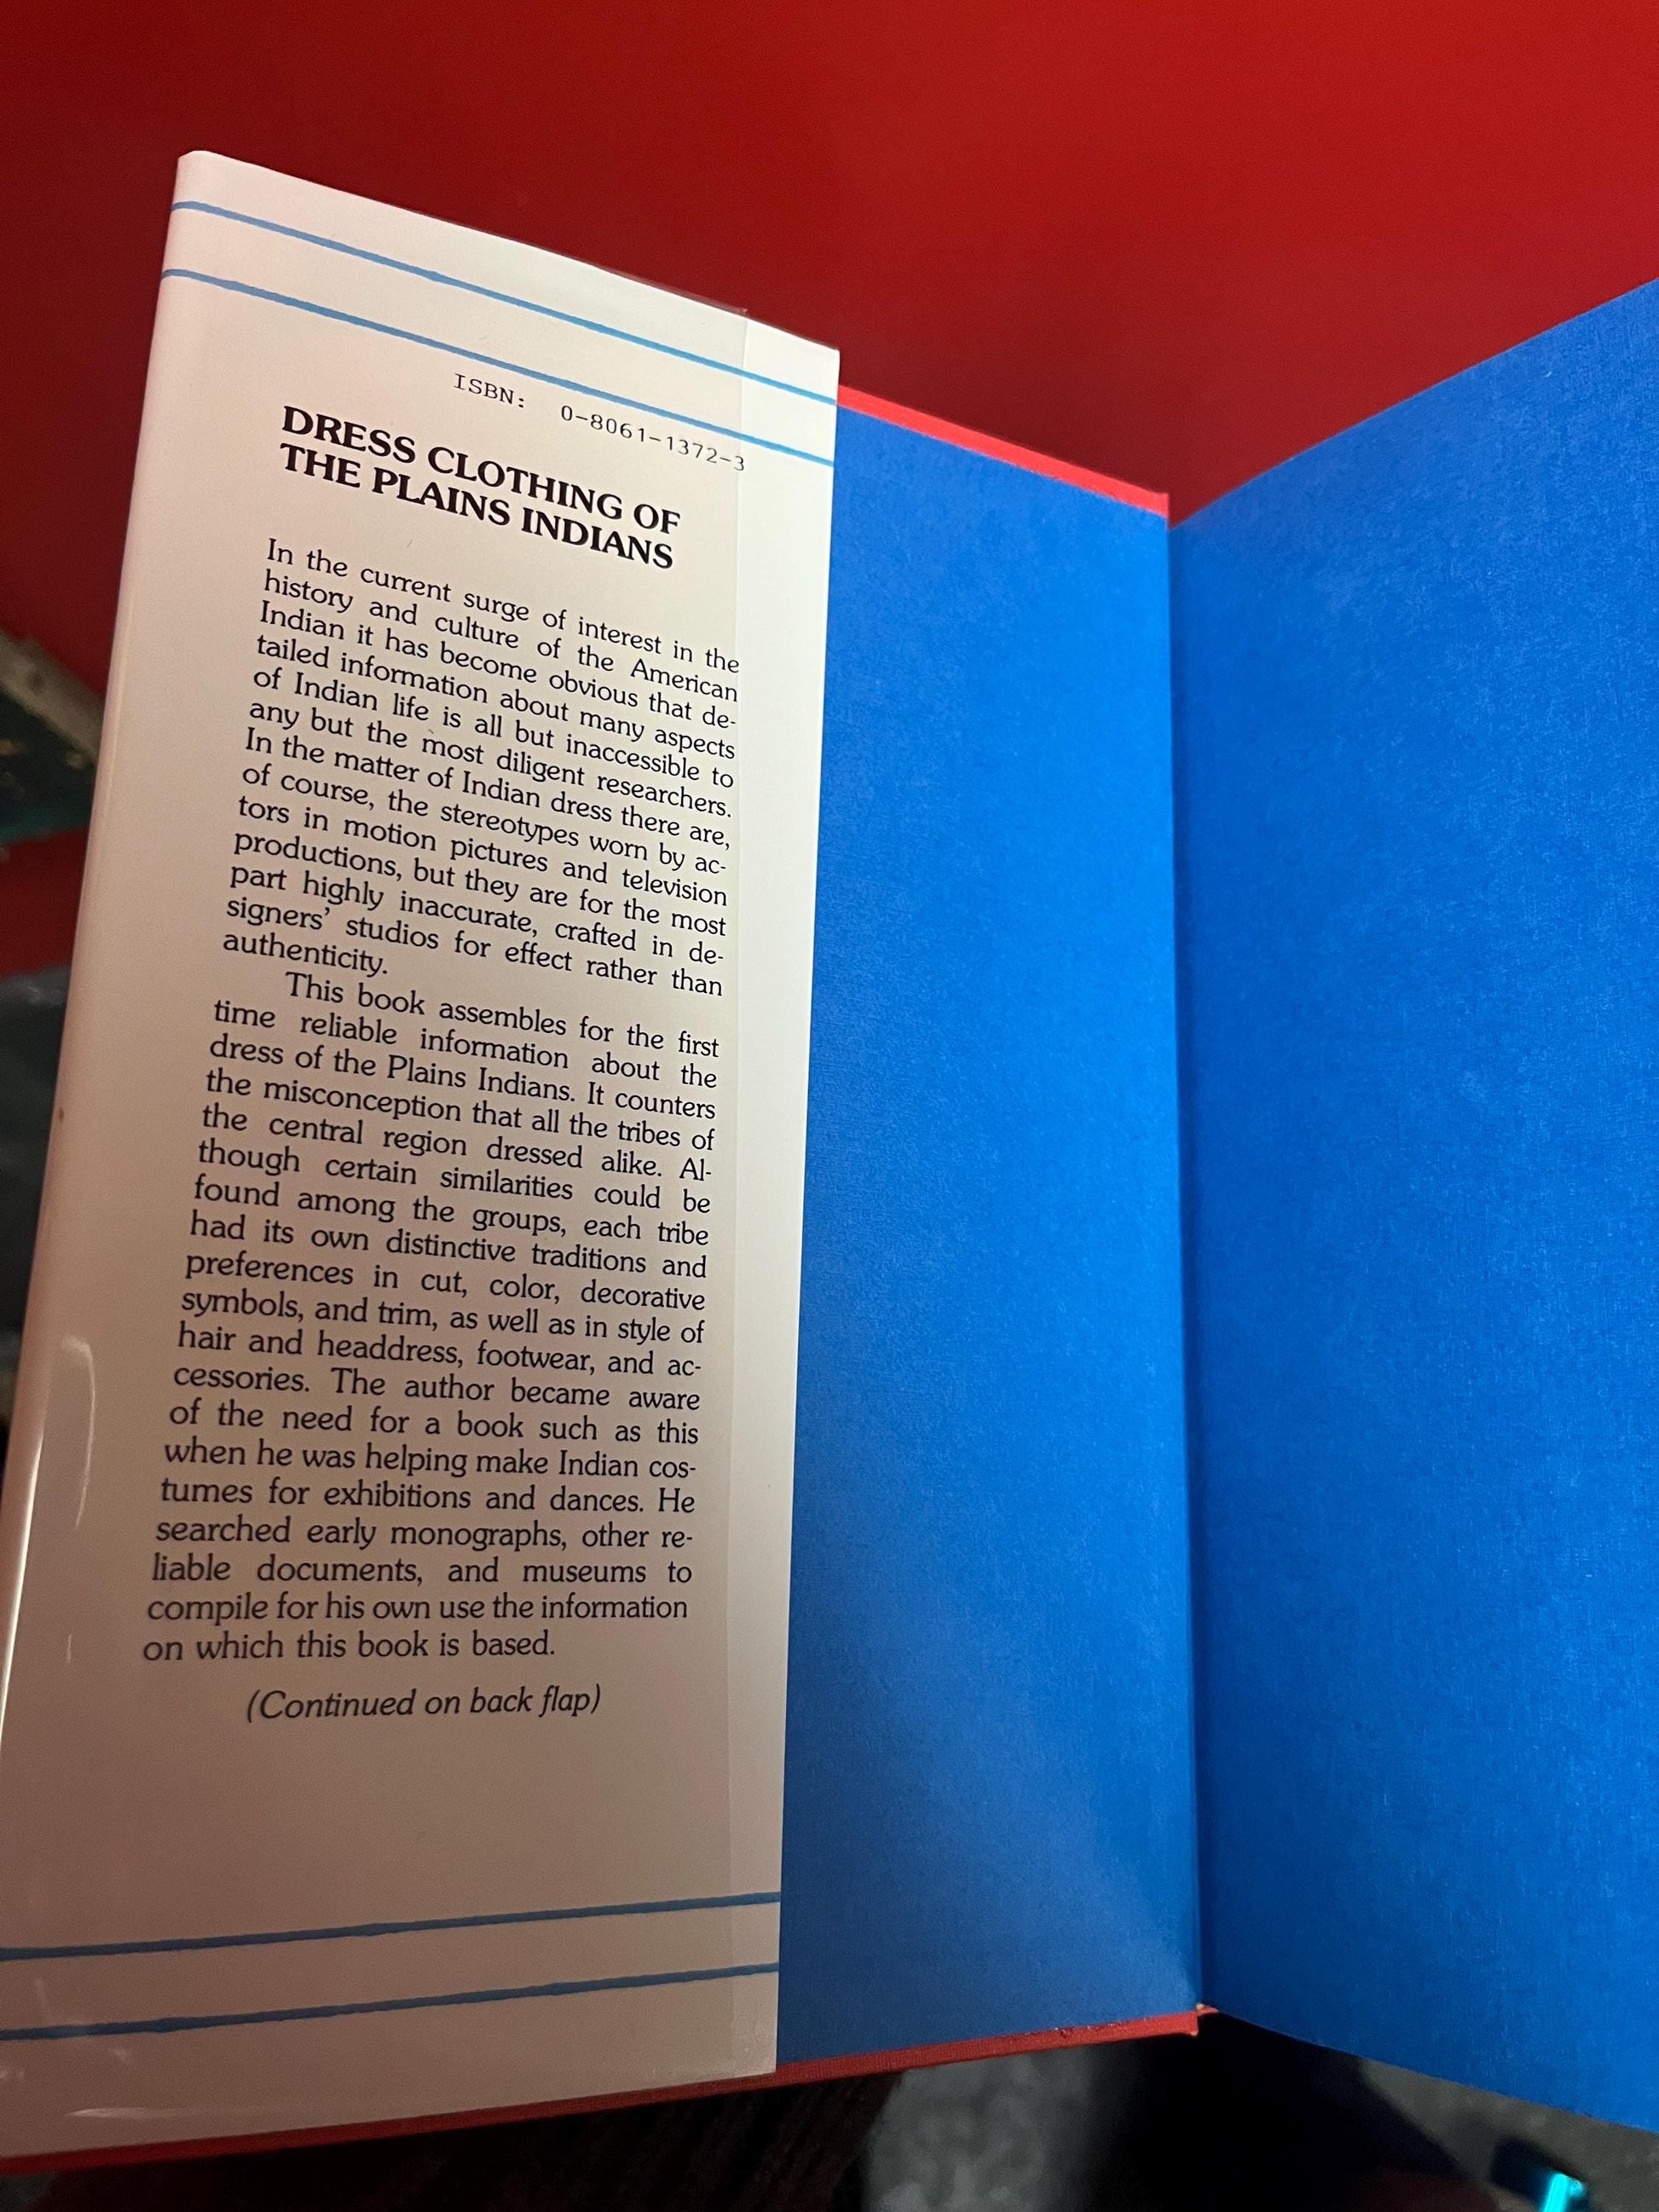 ISBN: 0-8061-1372-3
DRESS CLOTHING OF
THE PLAINS INDIANS
In the current surge of interest in the
history and culture of the American
Indian it has become obvious that de-
tailed information about many aspects
of Indian life is all but inaccessible to
any but the most diligent researchers.
In the matter of Indian dress there are,
of course, the stereotypes worn by ac-
tors in motion pictures and television
productions, but they are for the most
part highly inaccurate, crafted in de-
signers' studios for effect rather than
authenticity.
This book assembles for the first
time reliable information about the
dress of the Plains Indians. It counters
the misconception that all the tribes of
the central region dressed alike. Al-
though certain similarities could be
found among the groups, each tribe
had its own distinctive traditions and
preferences in cut, color, decorative
symbols, and trim, as well as in style of
hair and headdress, footwear, and ac-
cessories. The author became aware
of the need for a book such as this
when he was helping make Indian cos-
tumes for exhibitions and dances. He
searched early monographs, other re-
liable documents, and museums to
compile for his own use the information
on which this book is based.
(Continued on back flap)